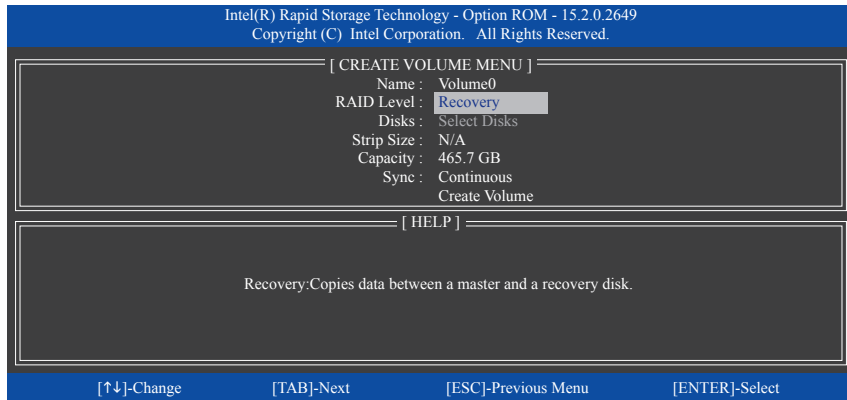 Intel(R) Rapid Storage Technology - Option ROM - 15.2.0.2649
Copyright (C) Intel Corporation. All Rights Reserved.
[ CREATE VOLUME MENU ]
Name : Volume0
RAID Level : Recovery
Disks : Select Disks
Strip Size : N/A
Capacity : 465.7 GB
Sync : Continuous
Create Volume
[ HELP ]
Recovery:Copies data between a master and a recovery disk.
[↑↓]-Change [TAB]-Next [ESC]-Previous Menu [ENTER]-Select